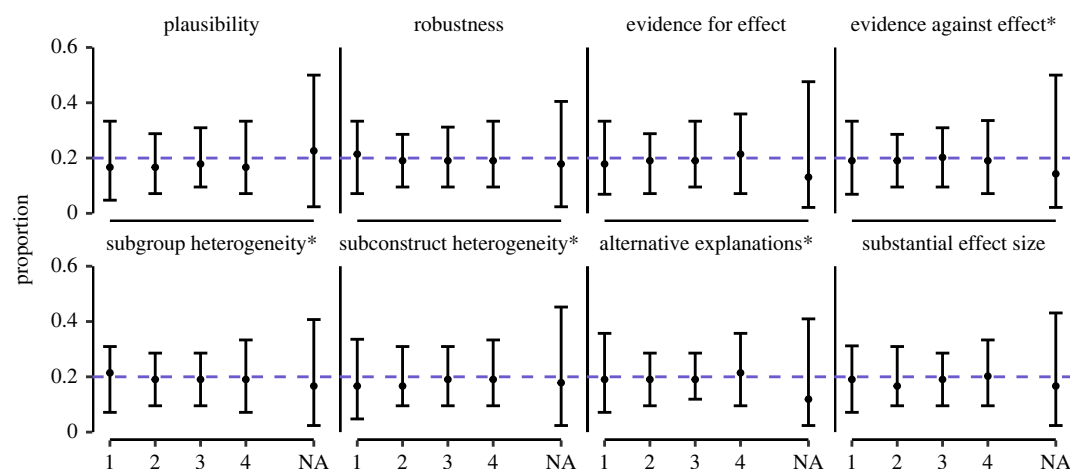 plausibility robustness evidence for effect evidence against effect*
0.6
0.4
0.2
0
proportion
subgroup heterogeneity* subconstruct heterogeneity* alternative explanations* substantial effect size
0.6
0.4
0.2
0
1 2 3 4 NA 1 2 3 4 NA 1 2 3 4 NA 1 2 3 4 NA